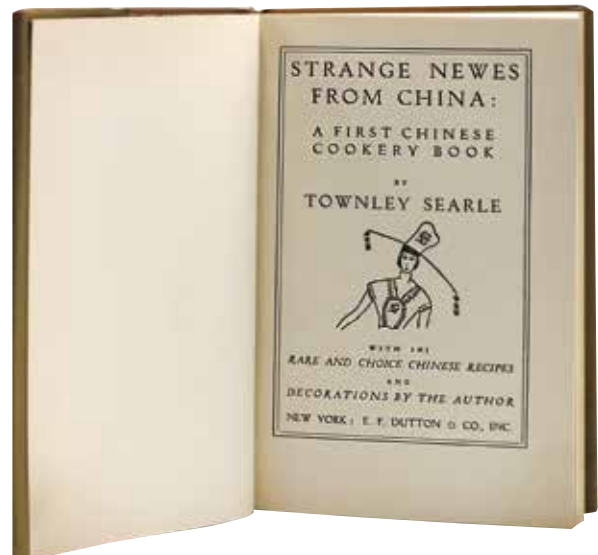 STRANGE NEWES
FROM CHINA:
A FIRST CHINESE
COOKERY BOOK
BY
TOWNLEY SEARLE
WITH 101
RARE AND CHOICE CHINESE RECIPES
AND
DECORATIONS BY THE AUTHOR
NEW YORK: E. P. DUTTON & CO., INC.